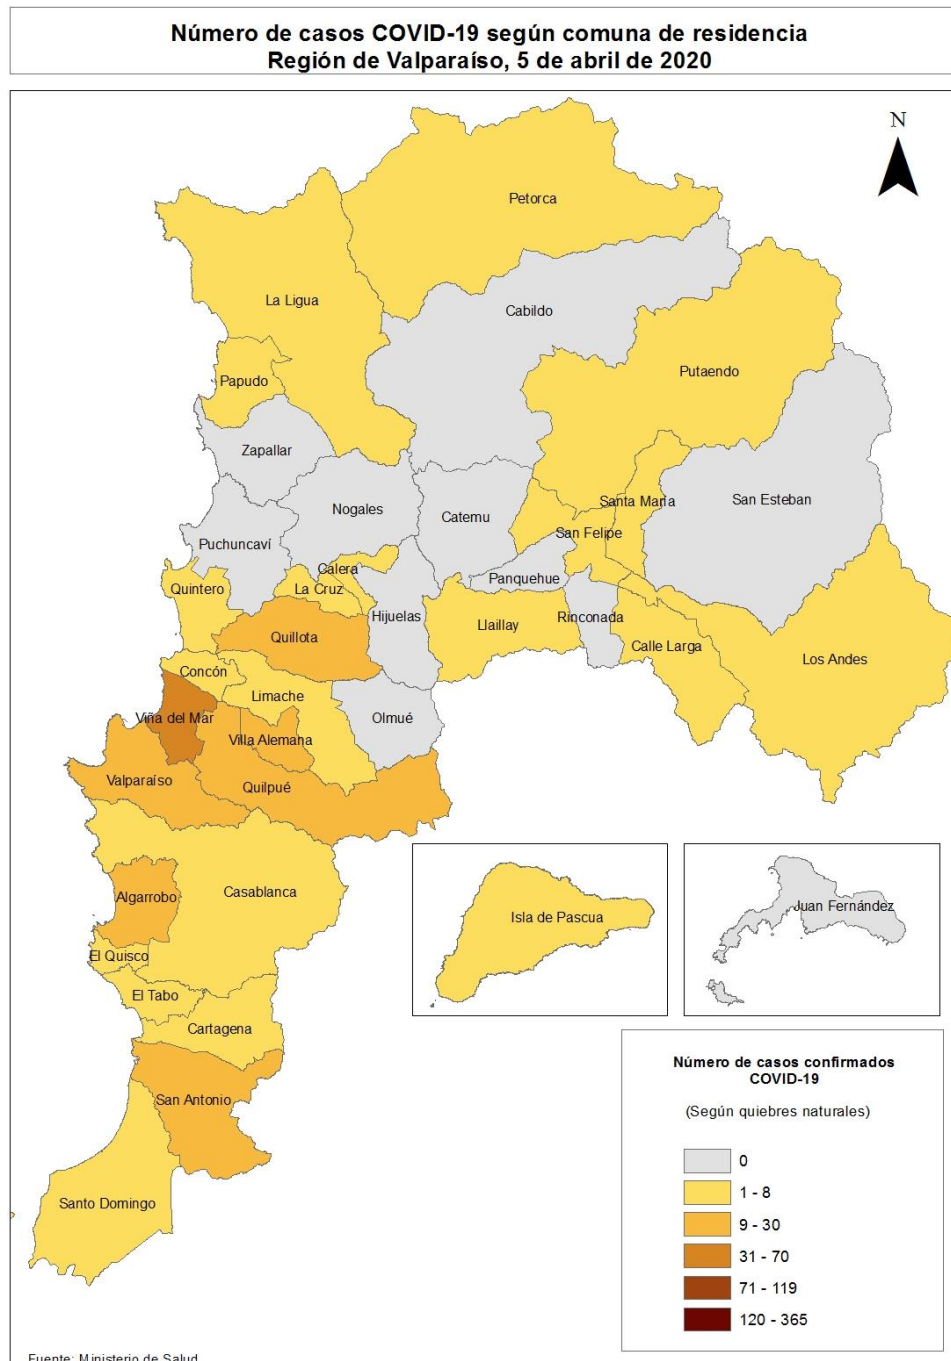 Número de casos COVID-19 según comuna de residencia
Región de Valparaíso, 5 de abril de 2020
N
Petorca
La Ligua
Cabildo
Papudo
Putaendo
Zapallar
Nogales
Catemu
Santa María
San Esteban
Puchuncaví
San Felipe
Calera
Panquehue
Quintero
La Cruz
Hijuelas
Llaillay
Rinconada
Quillota
Calle Larga
Los Andes
Concón
Limache
Olmué
Viña del Mar
Villa Alemana
Valparaíso
Quilpué
Algarrobo
Casablanca
Isla de Pascua
Juan Fernández
El Quisco
El Tabo
Cartagena
San Antonio
Santo Domingo
Número de casos confirmados
COVID-19
(Según quiebres naturales)
0
1 - 8
9 - 30
31 - 70
71 - 119
120 - 365
Fuente: Ministerio de Salud